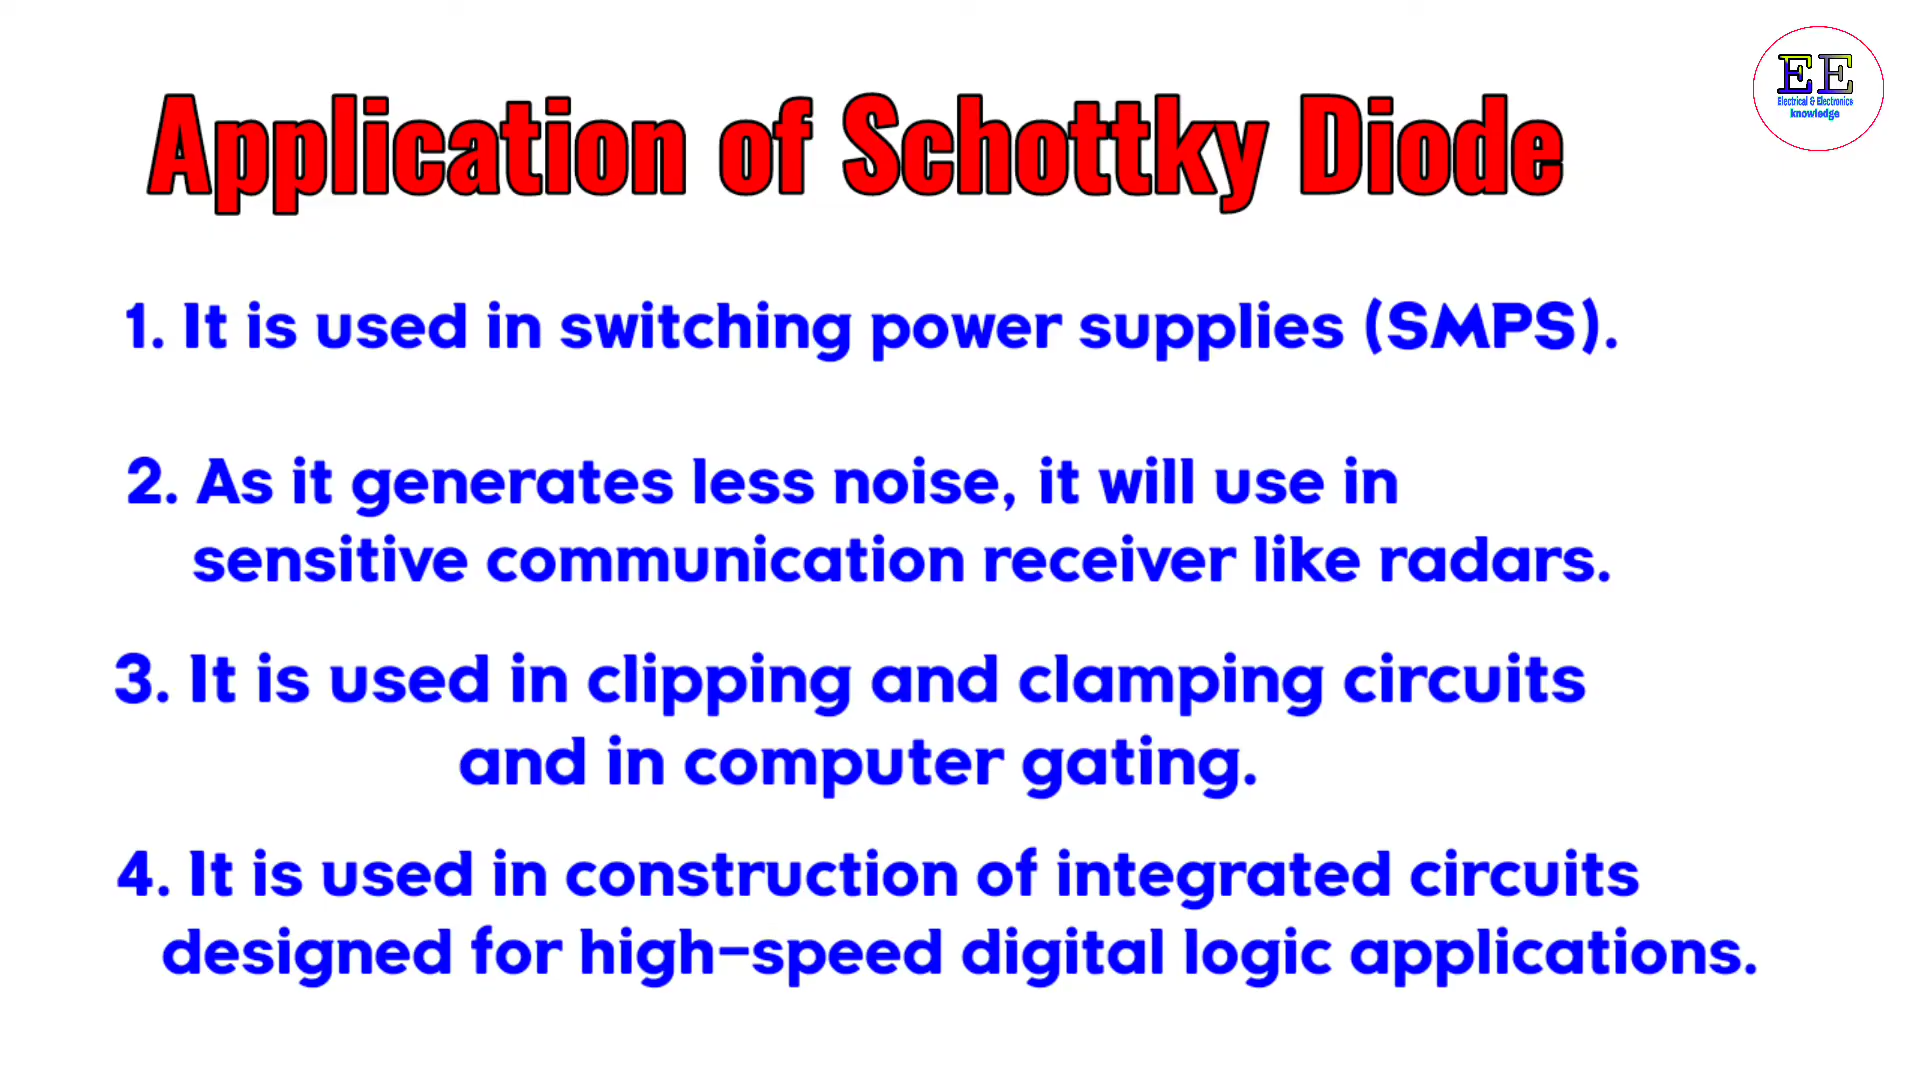 Application of Schottky Diode
EE
Electrical & Electronics
knowledge
1. It is used in switching power supplies (SMPS).
2. As it generates less noise, it will use in
sensitive communication receiver like radars.
3. It is used in clipping and clamping circuits
and in computer gating.
4. It is used in construction of integrated circuits
designed for high-speed digital logic applications.